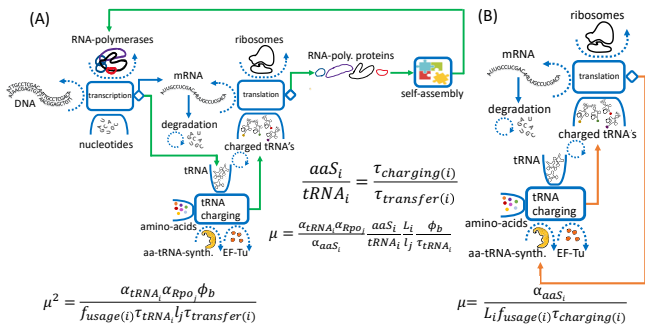 (A)
RNA-polymerases
ribosomes
RNA-poly. proteins
self-assembly
DNA
transcription
mRNA
translation
nucleotides
degradation
charged tRNA's
tRNA
tRNA charging
amino-acids
aa-tRNA-synth.
EF-Tu
aaS_i / tRNA_i = τ_charging(i) / τ_transfer(i)
μ = α_tRNA_i α_Rpo_j / α_aaS_i aaS_i / tRNA_i L_i / l_j ϕ_b / τ_tRNA_i
μ² = α_tRNA_i α_Rpo_j ϕ_b / f_usage(i) τ_tRNA_i l_j τ_transfer(i)
(B)
ribosomes
mRNA
translation
degradation
charged tRNA's
tRNA
tRNA
charging
amino-acids
aa-tRNA-synth.
EF-Tu
μ= α_aaS_i / L_i f_usage(i) τ_charging(i)